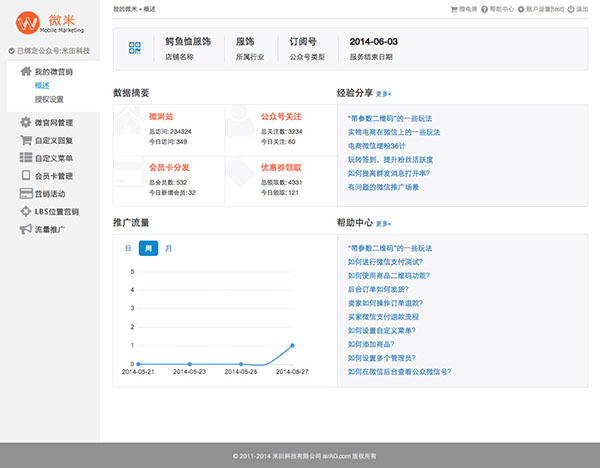 微米
Mobile Marketing
已绑定公众号:米田科技
我的微营销
概述
授权设置
微官网管理
自定义回复
自定义菜单
会员卡管理
营销活动
LBS位置营销
流量推广
我的微米 • 概述
微电商 帮助中心 账户设置[test] 退出
鳄鱼恤服饰 服饰 订阅号 2014-06-03
店铺名称 所属行业 公众号类型 服务结束日期
数据摘要
微网站
总访问: 234324
今日访问: 349
公众号关注
总关注数: 3234
今日关注: 60
会员卡分发
总会员数: 532
今日新增会员: 32
优惠券领取
总领取数: 4331
今日领取: 121
经验分享 更多»
“带参数二维码”的一些玩法
实物电商在微信上的一些玩法
电商微信增粉36计
玩转签到，提升粉丝活跃度
如何提高群发消息打开率?
有问题的微信推广场景
推广流量
日 周 月
5
4
3
2
1
0
2014-05-21 2014-05-23 2014-05-25 2014-05-27
帮助中心 更多»
“带参数二维码”的一些玩法
如何进行微信支付测试?
如何使用商品二维码功能?
后台订单如何发货?
卖家如何操作订单退款?
买家微信支付退款流程
如何设置自定义菜单?
如何添加商品?
如何设置多个管理员?
如何在微信后台查看公众微信号?
© 2011-2014 米田科技有限公司 airAD.com 版权所有